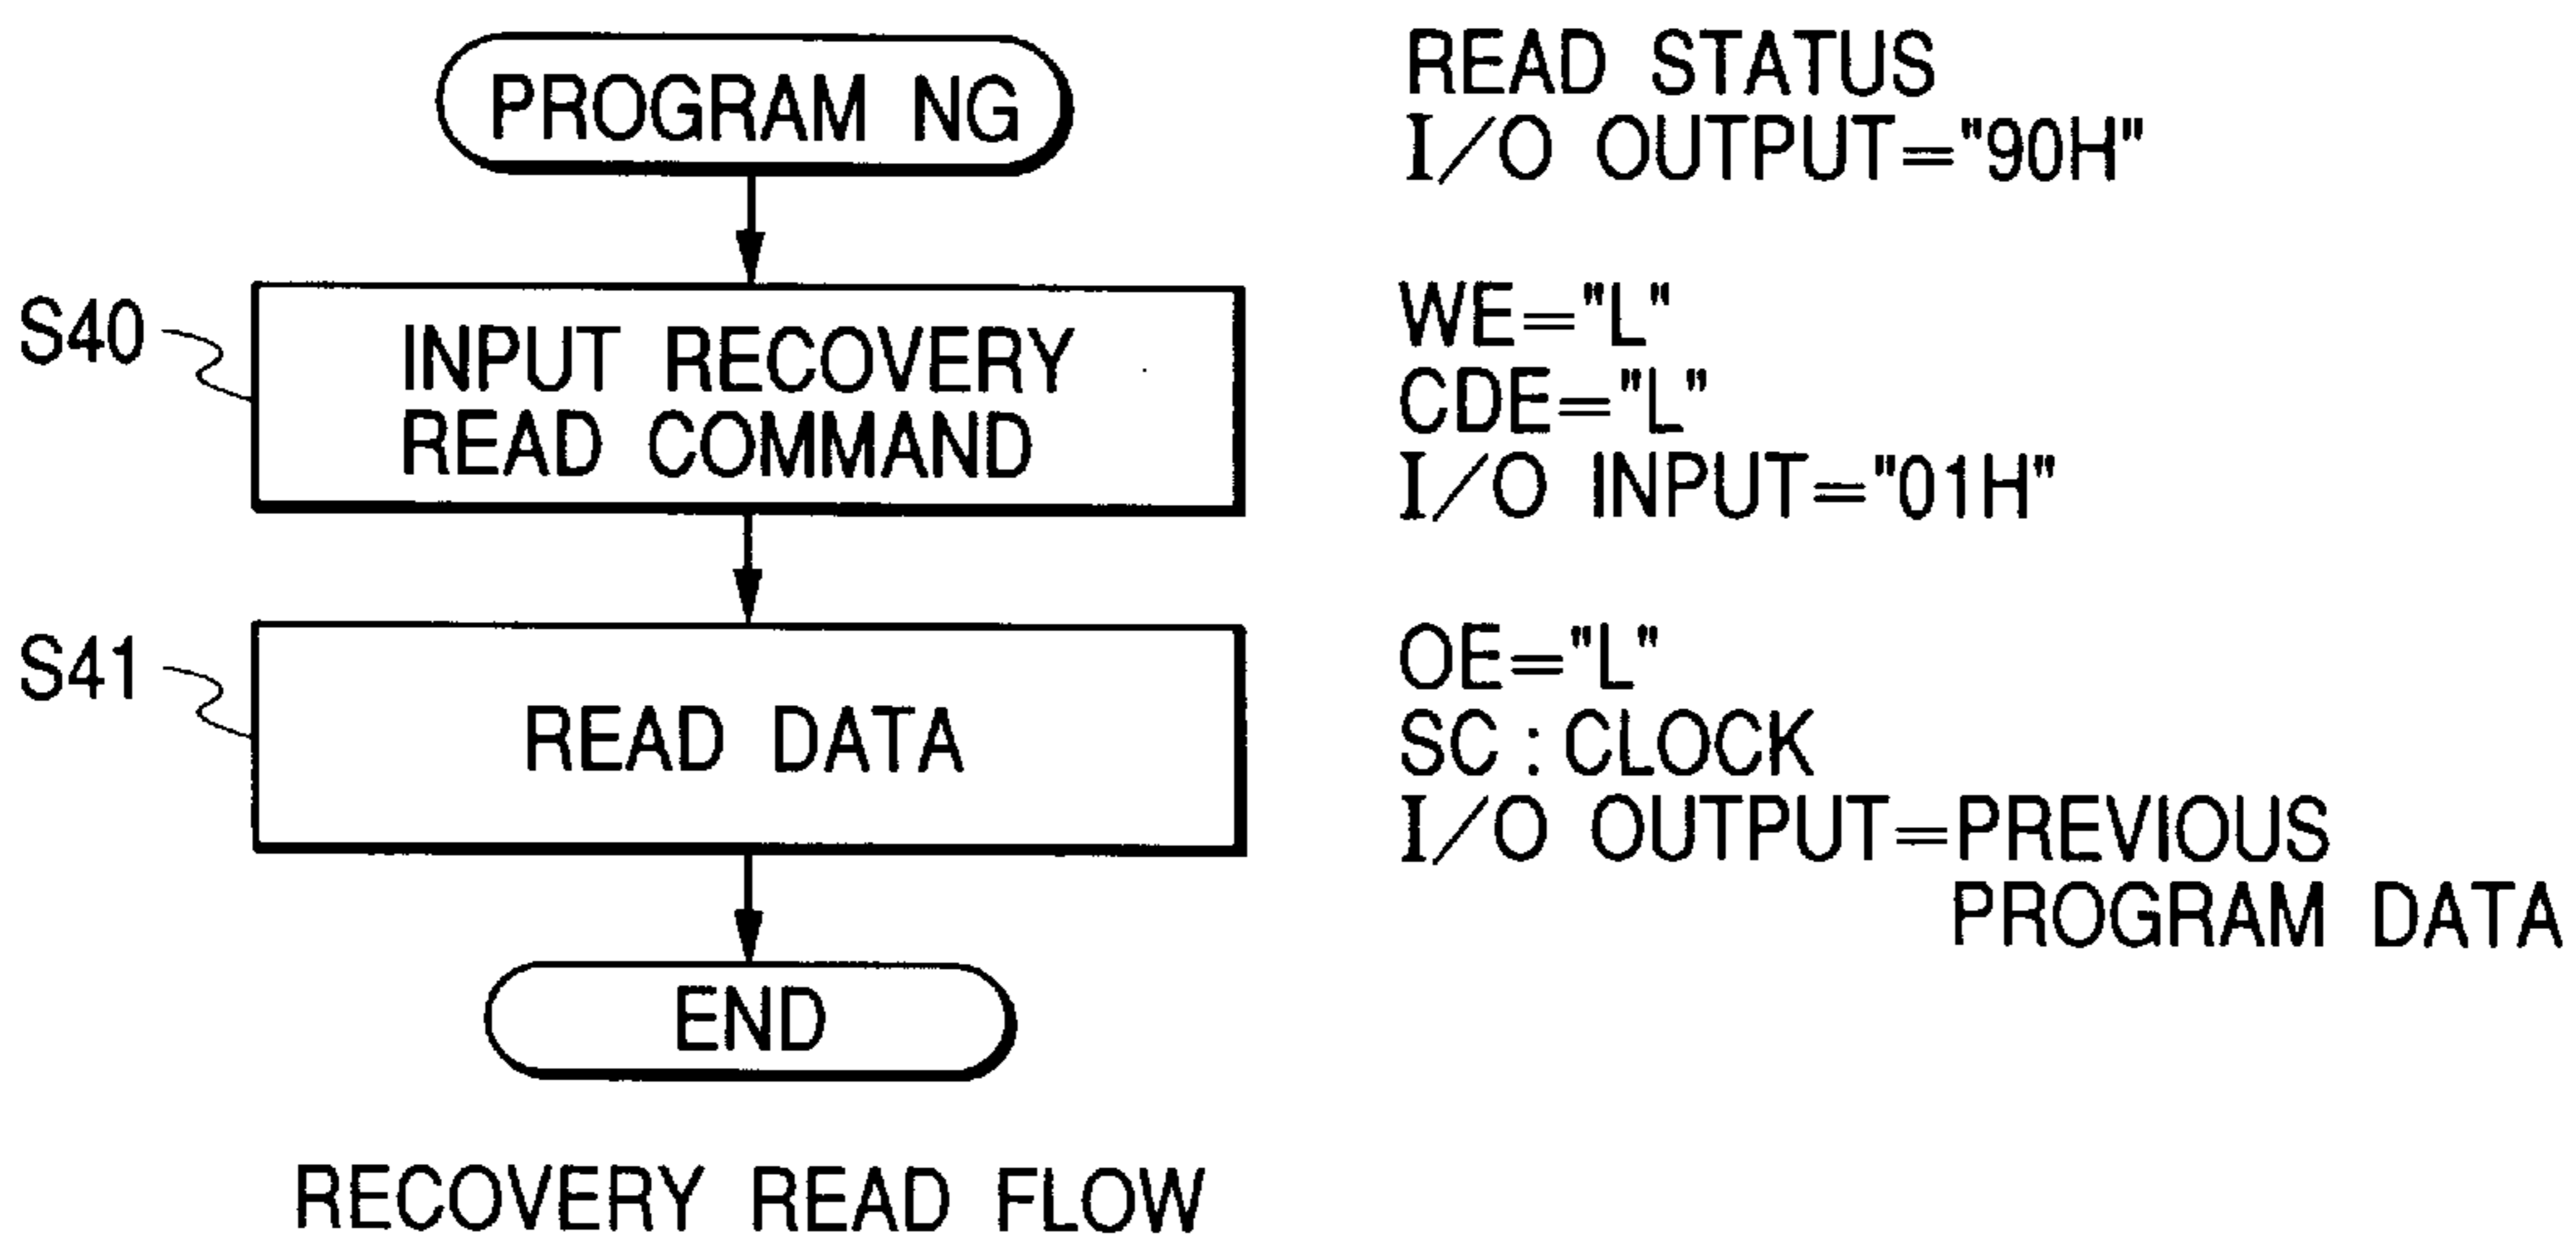 PROGRAM NG
READ STATUS
I/O OUTPUT="90H"
S40
INPUT RECOVERY
READ COMMAND
WE="L"
CDE="L"
I/O INPUT="01H"
S41
READ DATA
OE="L"
SC : CLOCK
I/O OUTPUT=PREVIOUS
PROGRAM DATA
END
RECOVERY READ FLOW